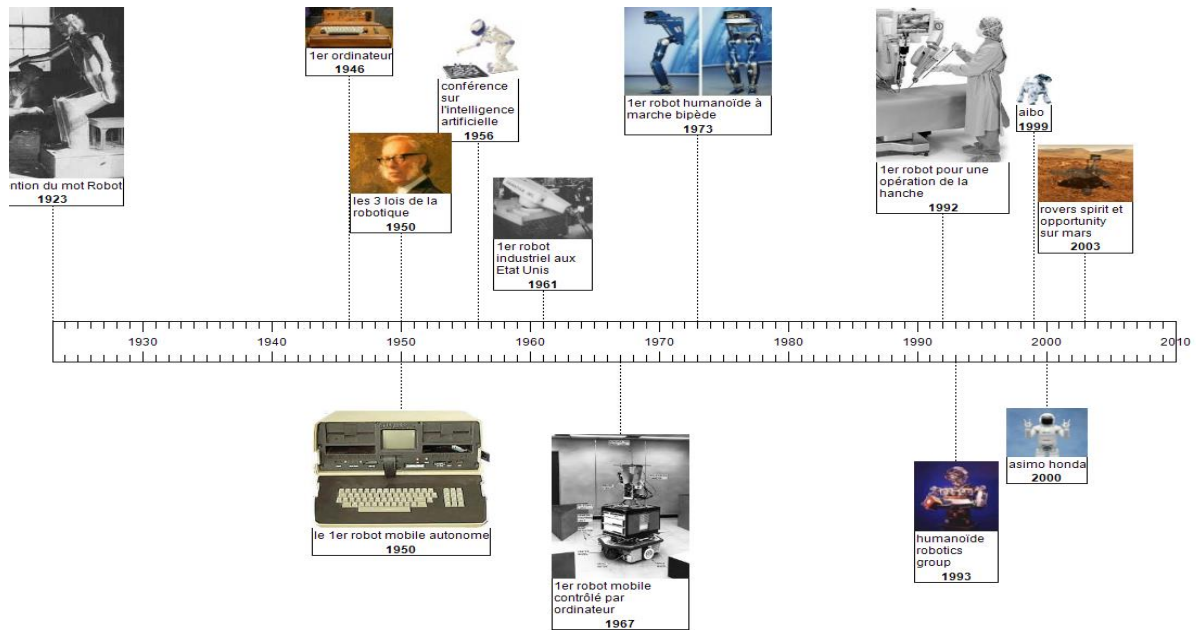 ntion du mot Robot
1923
1er ordinateur
1946
les 3 lois de la
robotique
1950
conférence
sur
l'intelligence
artificielle
1956
1er robot
industriel aux
Etat Unis
1961
1er robot humanoïde à
marche bipède
1973
1er robot pour une
opération de la
hanche
1992
aibo
1999
rovers spirit et
opportunity
sur mars
2003
1930 1940 1950 1960 1970 1980 1990 2000 2010
le 1er robot mobile autonome
1950
1er robot mobile
contrôlé par
ordinateur
1967
humanoïde
robotics
group
1993
asimo honda
2000